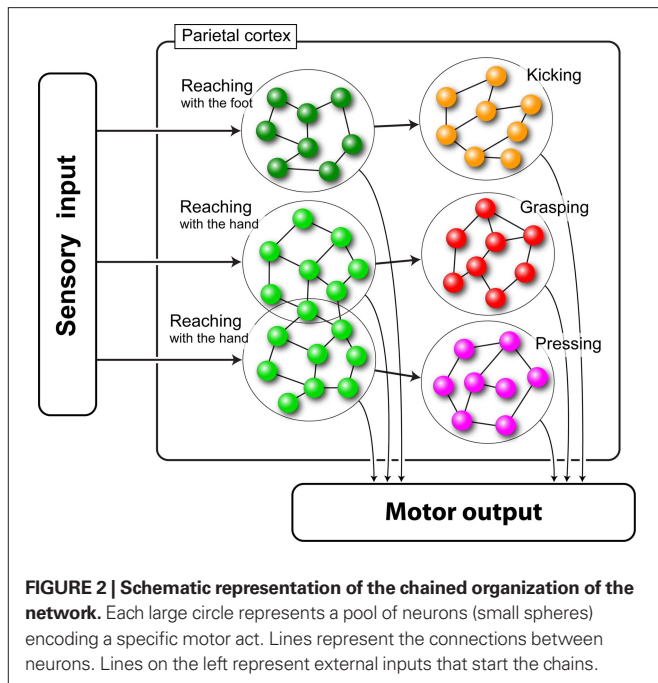 Parietal cortex
Sensory input
Reaching
with the foot
Kicking
Reaching
with the hand
Grasping
Reaching
with the hand
Pressing
Motor output
FIGURE 2 | Schematic representation of the chained organization of the
network. Each large circle represents a pool of neurons (small spheres)
encoding a specific motor act. Lines represent the connections between
neurons. Lines on the left represent external inputs that start the chains.